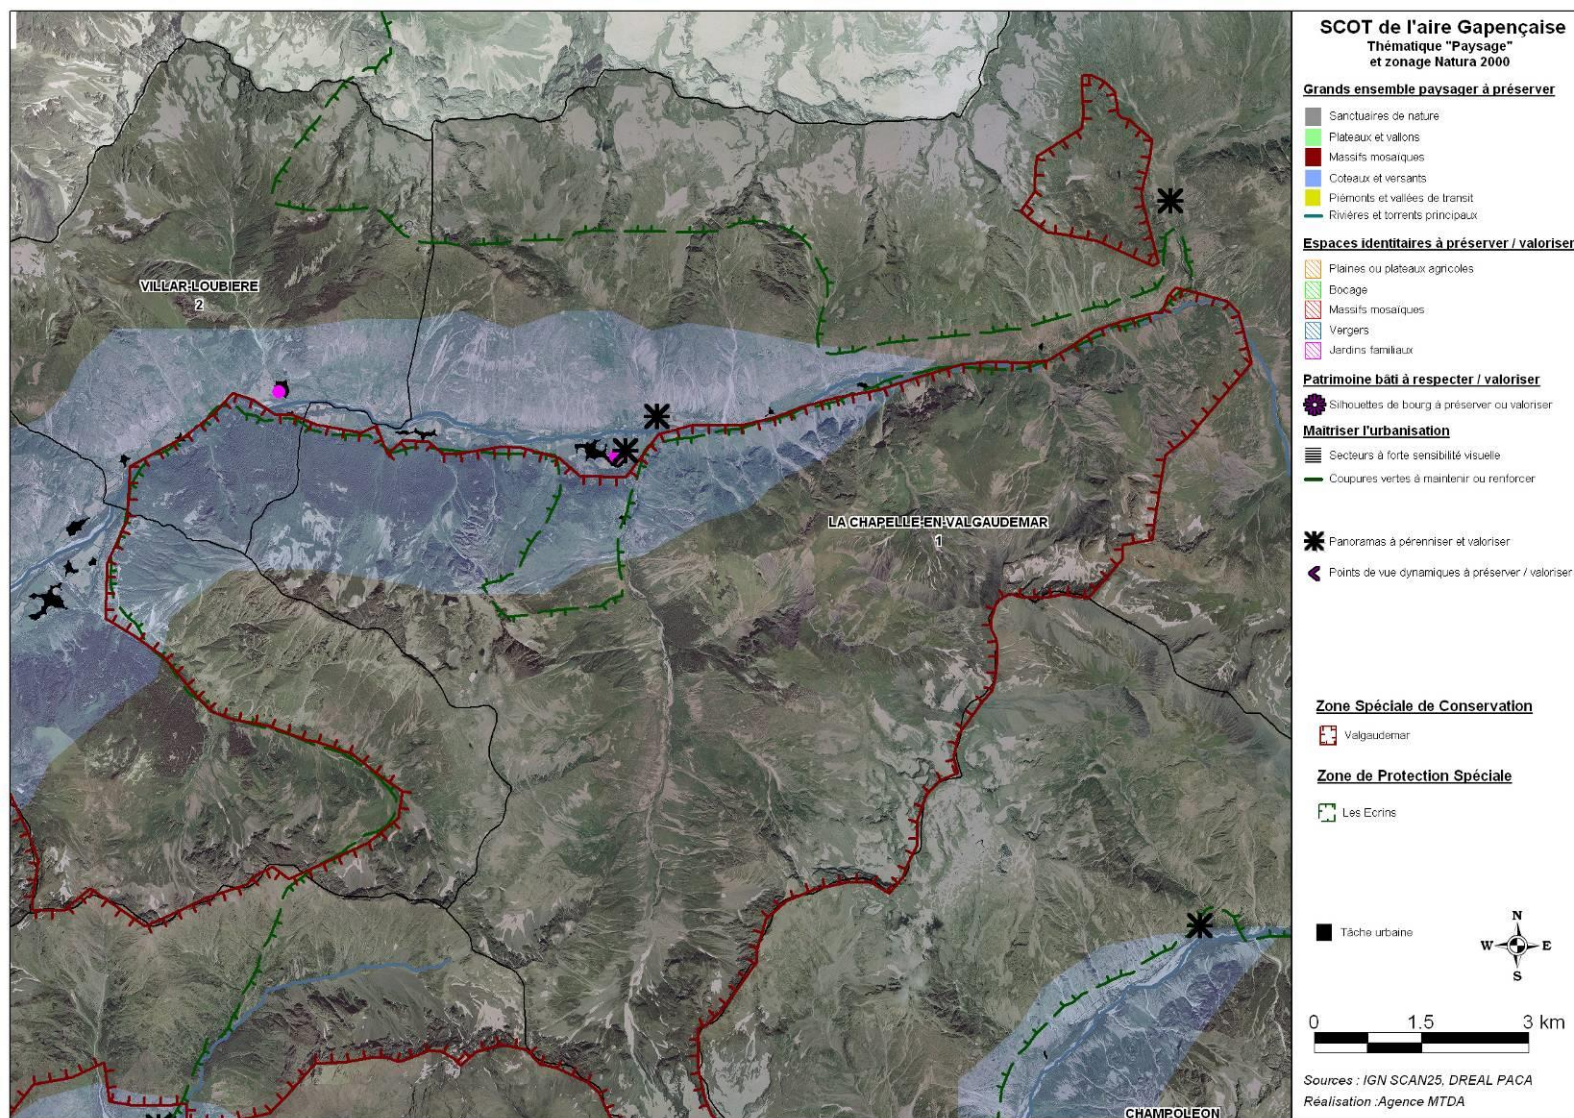 SCOT de l'aire Gapençaise
Thématique "Paysage"
et zonage Natura 2000
Grands ensemble paysager à préserver
Sanctuaires de nature
Plateaux et vallons
Massifs mosaïques
Coteaux et versants
Piémonts et vallées de transit
Rivières et torrents principaux
Espaces identitaires à préserver / valoriser
Plaines ou plateaux agricoles
Bocage
Massifs mosaïques
Vergers
Jardins familiaux
Patrimoine bâti à respecter / valoriser
Silhouettes de bourg à préserver ou valoriser
Maîtriser l'urbanisation
Secteurs à forte sensibilité visuelle
Coupures vertes à maintenir ou renforcer
Panoramas à pérenniser et valoriser
Points de vue dynamiques à préserver / valoriser
Zone Spéciale de Conservation
Valgaudemar
Zone de Protection Spéciale
Les Ecrins
Tâche urbaine
N
W E
S
0 1.5 3 km
Sources : IGN SCAN25, DREAL PACA
Réalisation :Agence MTDA
VILLAR-LOUBIERE
2
LA CHAPELLE-EN-VALGAUDEMAR
1
CHAMPOLEON